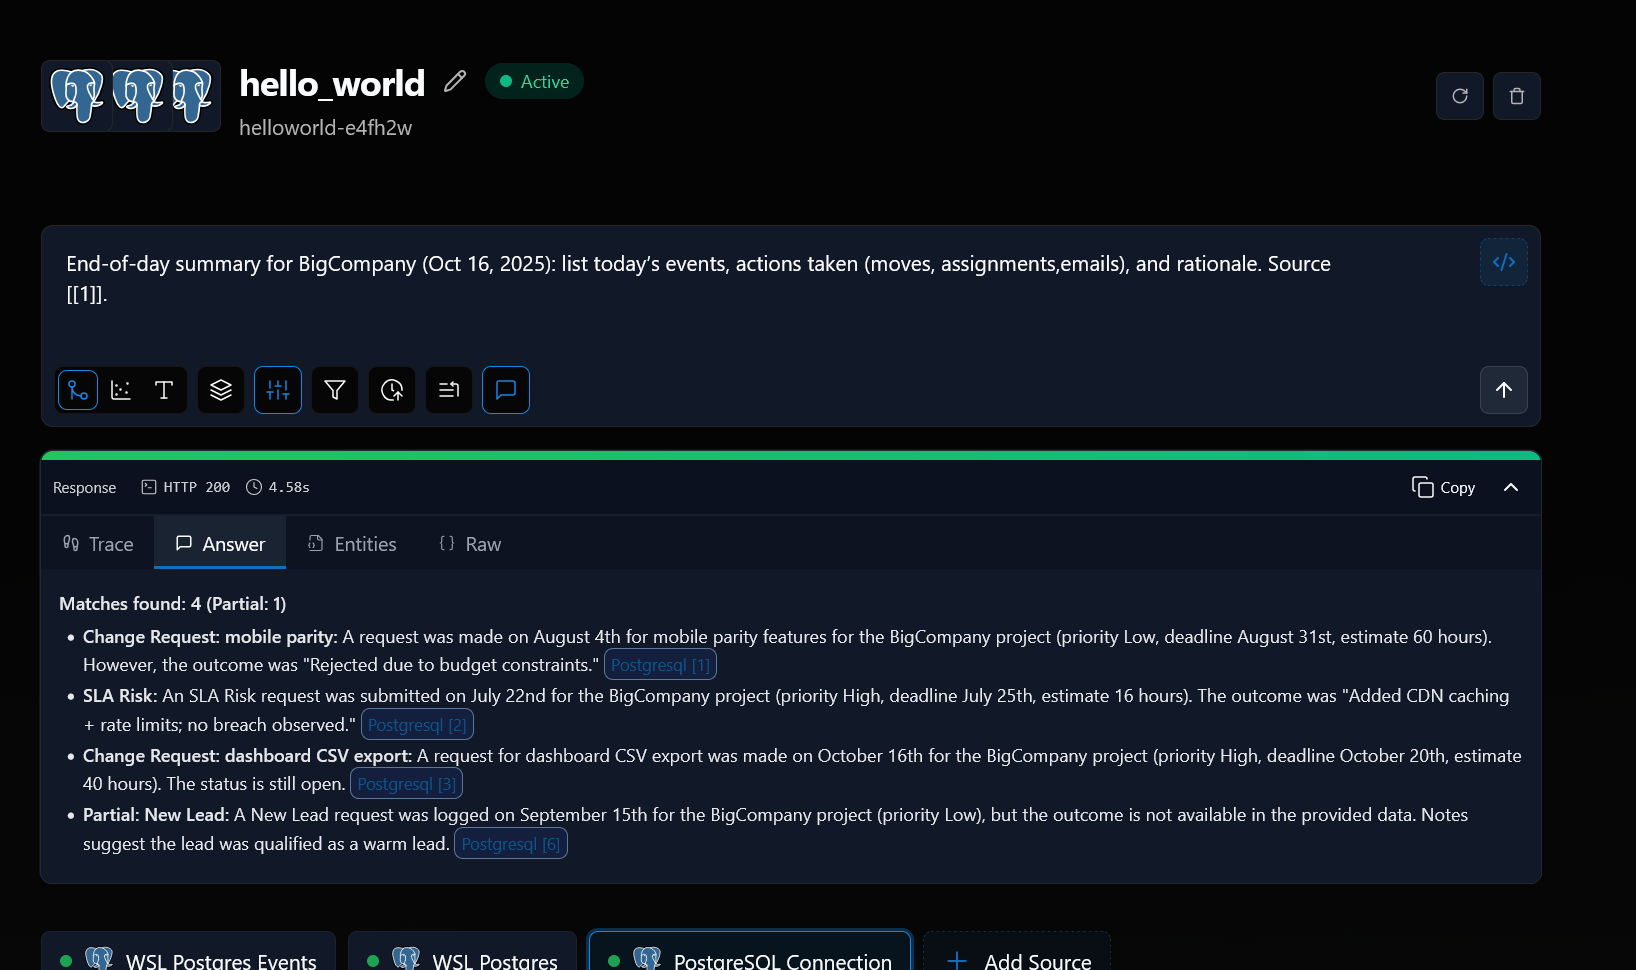 hello_world
Active
helloworld-e4fh2w
End-of-day summary for BigCompany (Oct 16, 2025): list today’s events, actions taken (moves, assignments,emails), and rationale. Source
[[1]].
Response HTTP 200 4.58s Copy
Trace Answer Entities Raw
Matches found: 4 (Partial: 1)
• Change Request: mobile parity: A request was made on August 4th for mobile parity features for the BigCompany project (priority Low, deadline August 31st, estimate 60 hours).
However, the outcome was "Rejected due to budget constraints." Postgresql [1]
• SLA Risk: An SLA Risk request was submitted on July 22nd for the BigCompany project (priority High, deadline July 25th, estimate 16 hours). The outcome was "Added CDN caching
+ rate limits; no breach observed." Postgresql [2]
• Change Request: dashboard CSV export: A request for dashboard CSV export was made on October 16th for the BigCompany project (priority High, deadline October 20th, estimate
40 hours). The status is still open. Postgresql [3]
• Partial: New Lead: A New Lead request was logged on September 15th for the BigCompany project (priority Low), but the outcome is not available in the provided data. Notes
suggest the lead was qualified as a warm lead. Postgresql [6]
WSL Postgres Events WSL Postgres PostgreSQL Connection Add Source